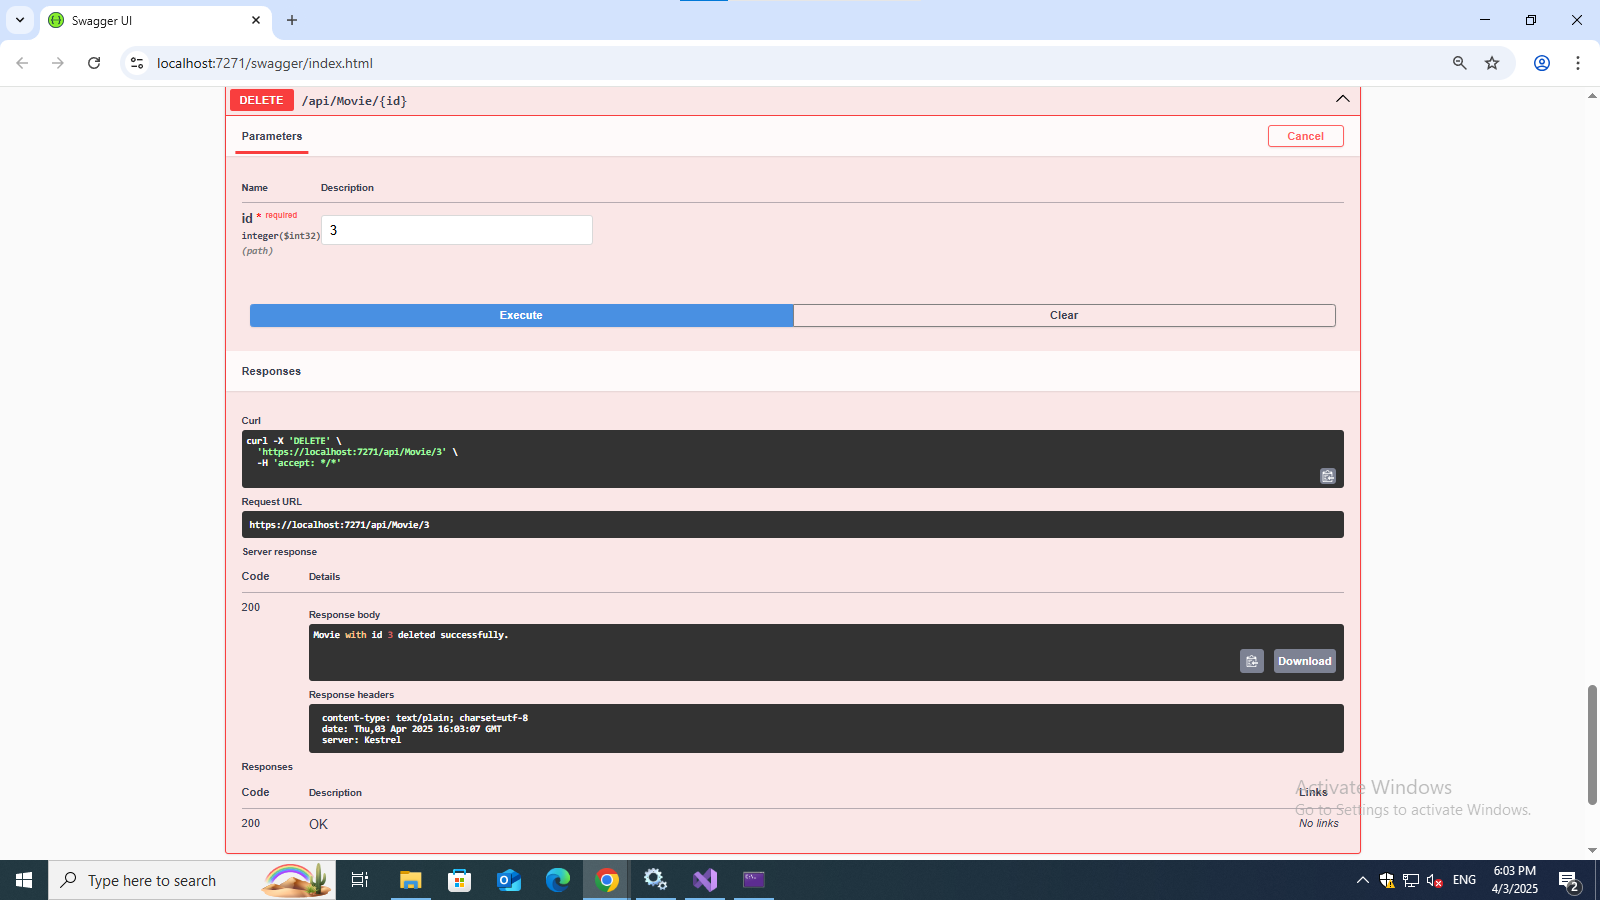 Swagger UI
localhost:7271/swagger/index.html
DELETE /api/Movie/{id}
Parameters
Cancel
Name Description
id * required
integer($int32)
(path)
3
Execute Clear
Responses
Curl
curl -X 'DELETE' \
'https://localhost:7271/api/Movie/3' \
-H 'accept: */*'
Request URL
https://localhost:7271/api/Movie/3
Server response
Code Details
200
Response body
Movie with id 3 deleted successfully.
Download
Response headers
content-type: text/plain; charset=utf-8
date: Thu,03 Apr 2025 16:03:07 GMT
server: Kestrel
Responses
Code Description Links
200 OK No links
Activate Windows
Go to Settings to activate Windows.
Type here to search
ENG
6:03 PM
4/3/2025
2